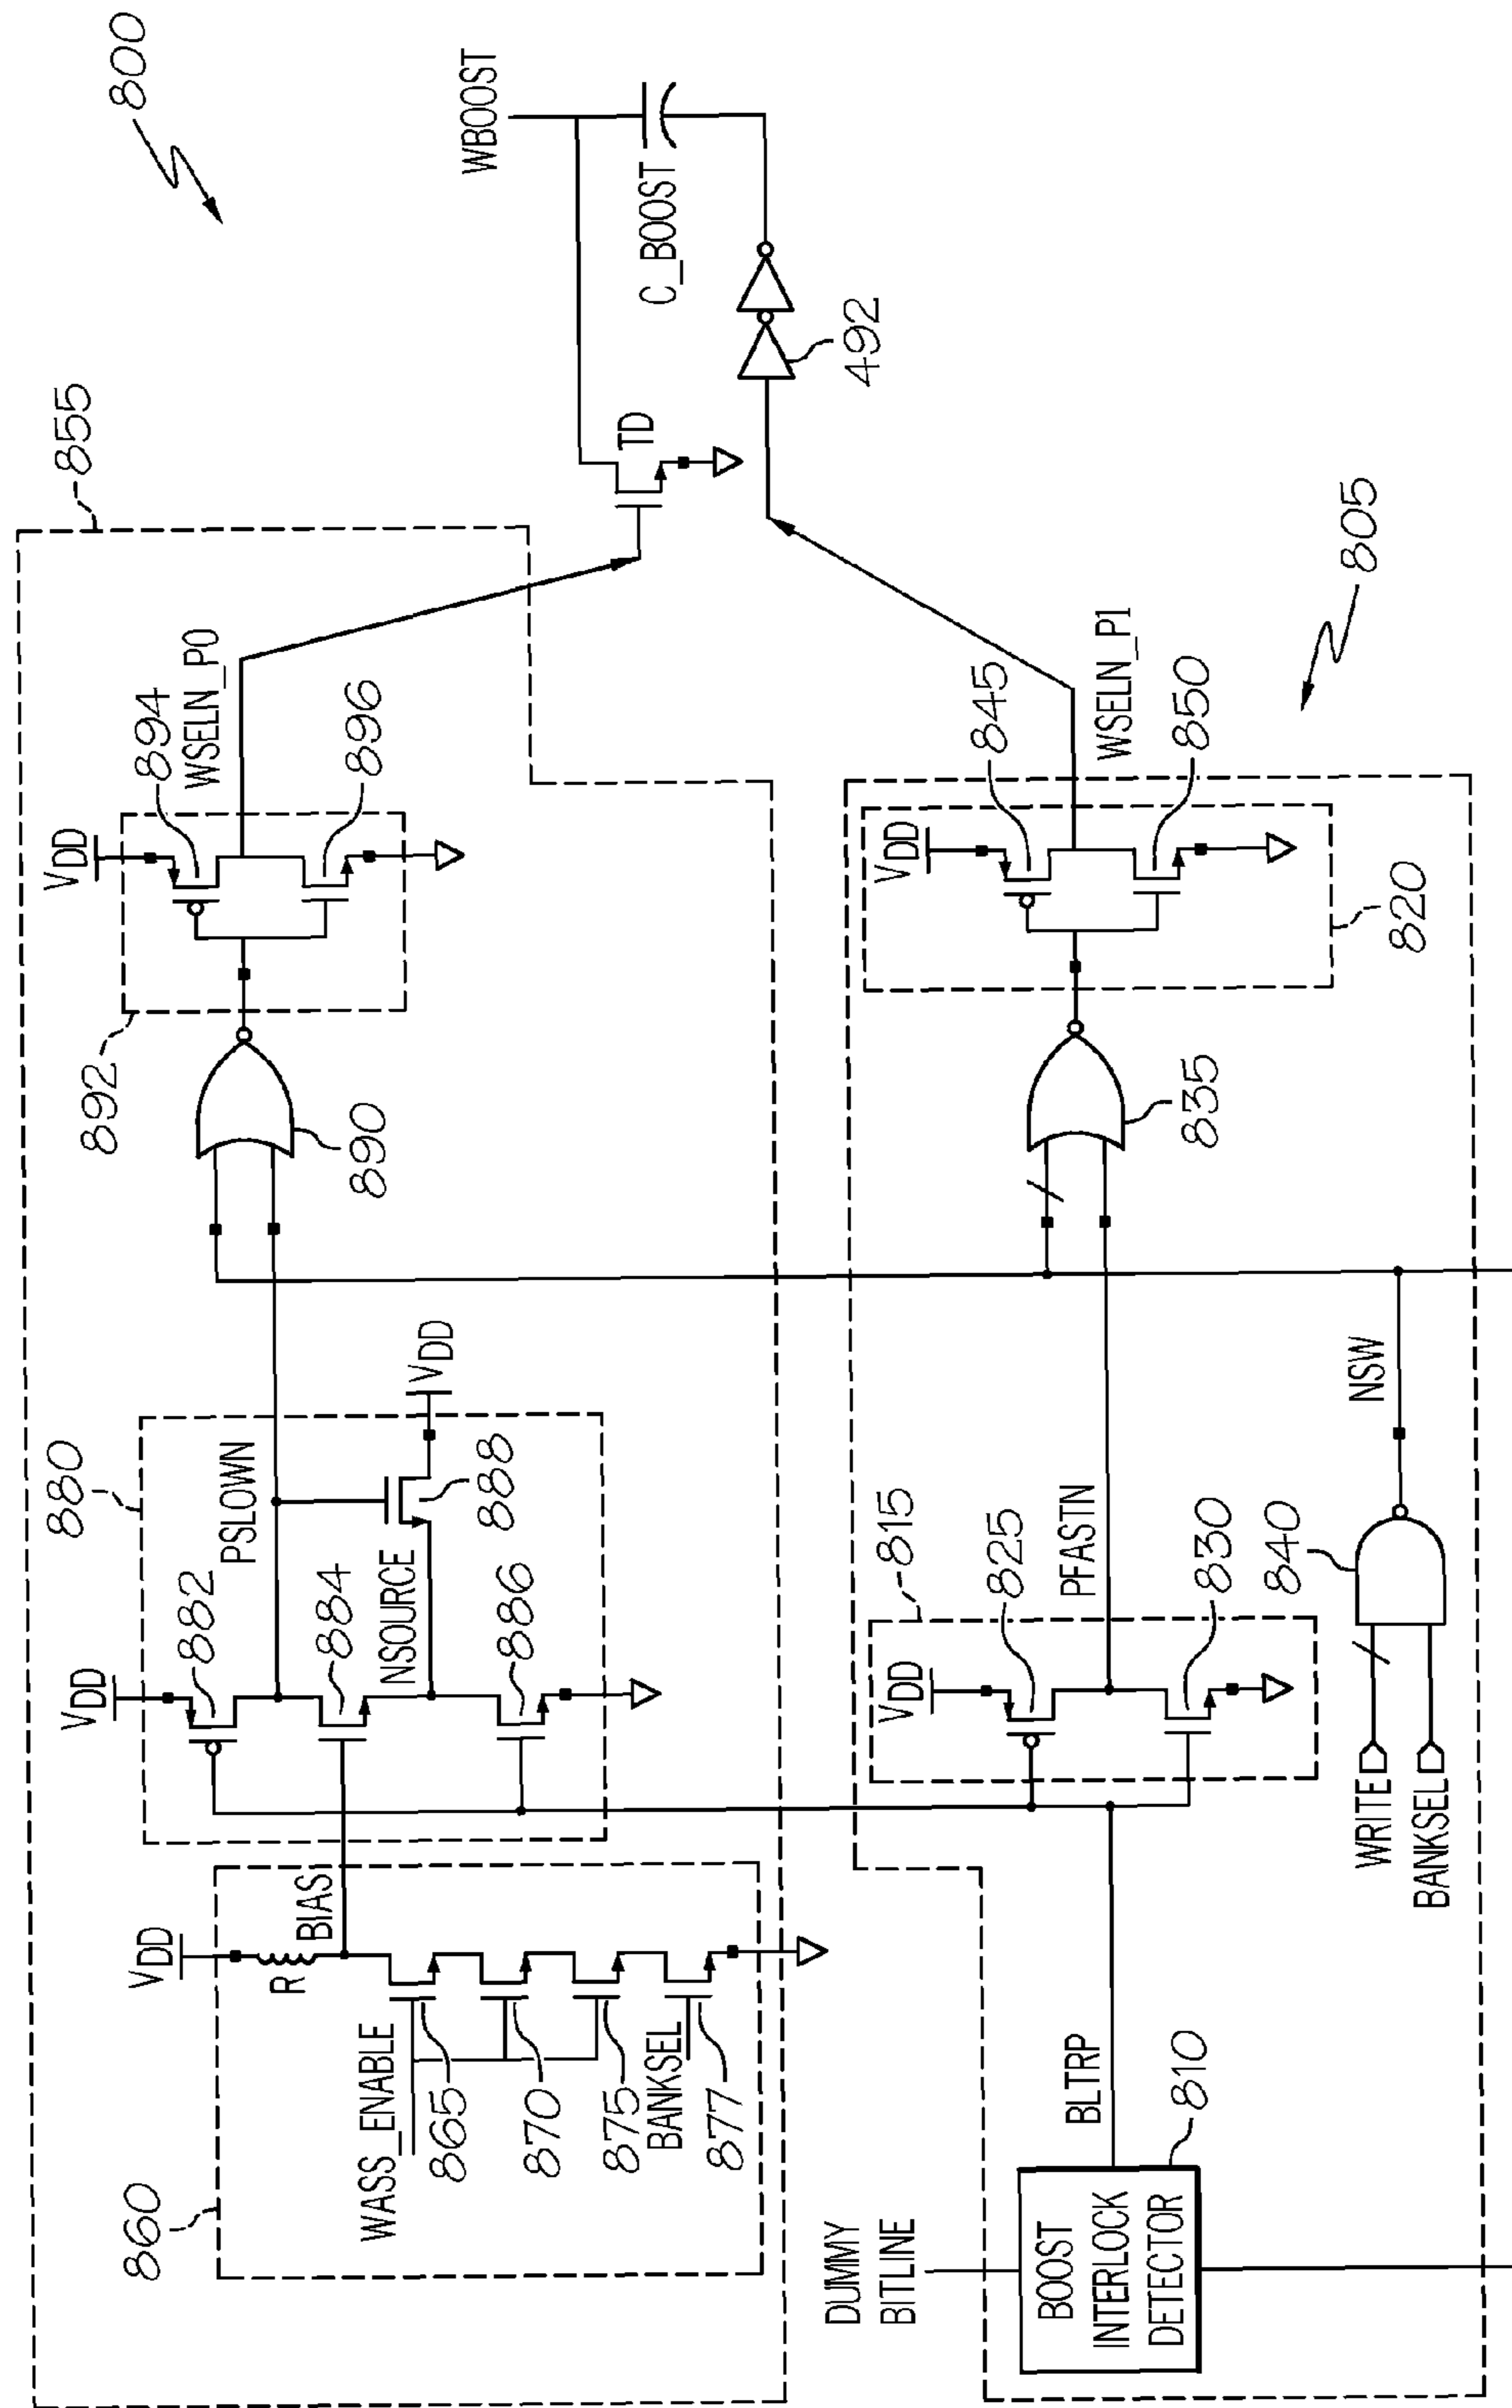 800
855
WBOOST
C_BOOST
TD
492
805
VDD
894
WSELN_P0
896
892
890
VDD
845
WSELN_P1
850
820
835
880
VDD
882
PSLOWN
884
NSOURCE
888
VDD
886
815
VDD
825
PFASTN
830
NSW
840
WRITE
BANKSEL
860
VDD
R
BIAS
WASS_ENABLE
865
870
875
BANKSEL
877
DUMMY
BITLINE
BOOST
INTERLOCK
DETECTOR
BLTRP
810